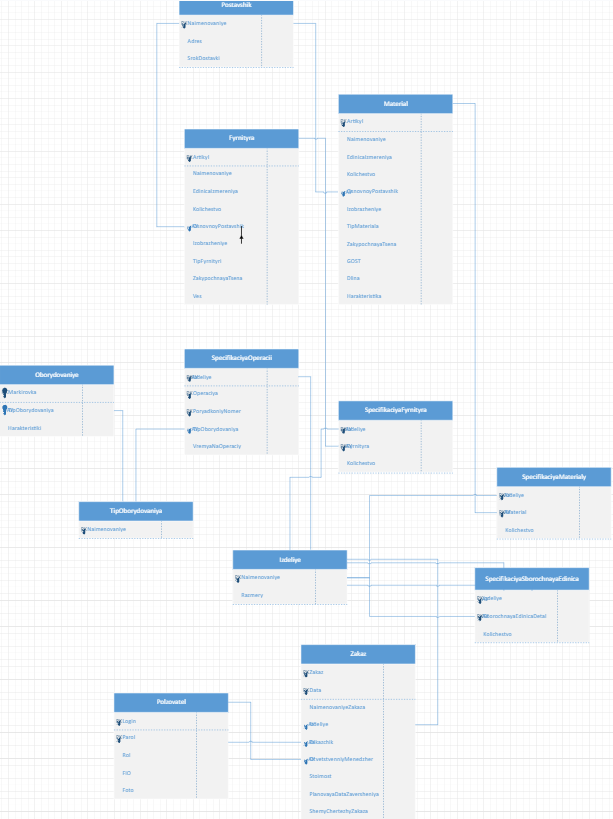 Postavshik
Naimenovaniye
Adres
SrokDostavki
Material
Artikyl
Naimenovaniye
Edinicaizmereniya
Kolichestvo
OsnovnoyPostavshik
Izobrazheniye
TipMateriala
ZakypochnayaTsena
GOST
Dlina
Harakteristika
Fyrnityra
Artikyl
Naimenovaniye
Edinicaizmereniya
Kolichestvo
OsnovnoyPostavshik
Izobrazheniye
TipFyrnityri
ZakypochnayaTsena
Ves
SpecifikaciyaOperacii
Izdeliye
Operaciya
PoryadkoniyNomer
TipOborydovaniya
VremyaNaOperaciy
Oborydovaniye
Markirovka
TipOborydovaniya
Harakteristiki
SpecifikaciyaFyrnityra
Izdeliye
Fyrnityra
Kolichestvo
SpecifikaciyaMaterialy
Izdeliye
Material
Kolichestvo
TipOborydovaniya
Naimenovaniye
Izdeliye
Naimenovaniye
Razmery
SpecifikaciyaSborochnayaEdinica
Izdeliye
SborochnayaEdinicaDetal
Kolichestvo
Zakaz
Zakaz
Data
NaimenovaniyeZakaza
Izdeliye
Zakazchik
OtvetstvenniyMenedzher
Stoimost
PlanovayaDataZaversheniya
ShemyChertezhyZakaza
Polzovatel
Login
Parol
Rol
FIO
Foto